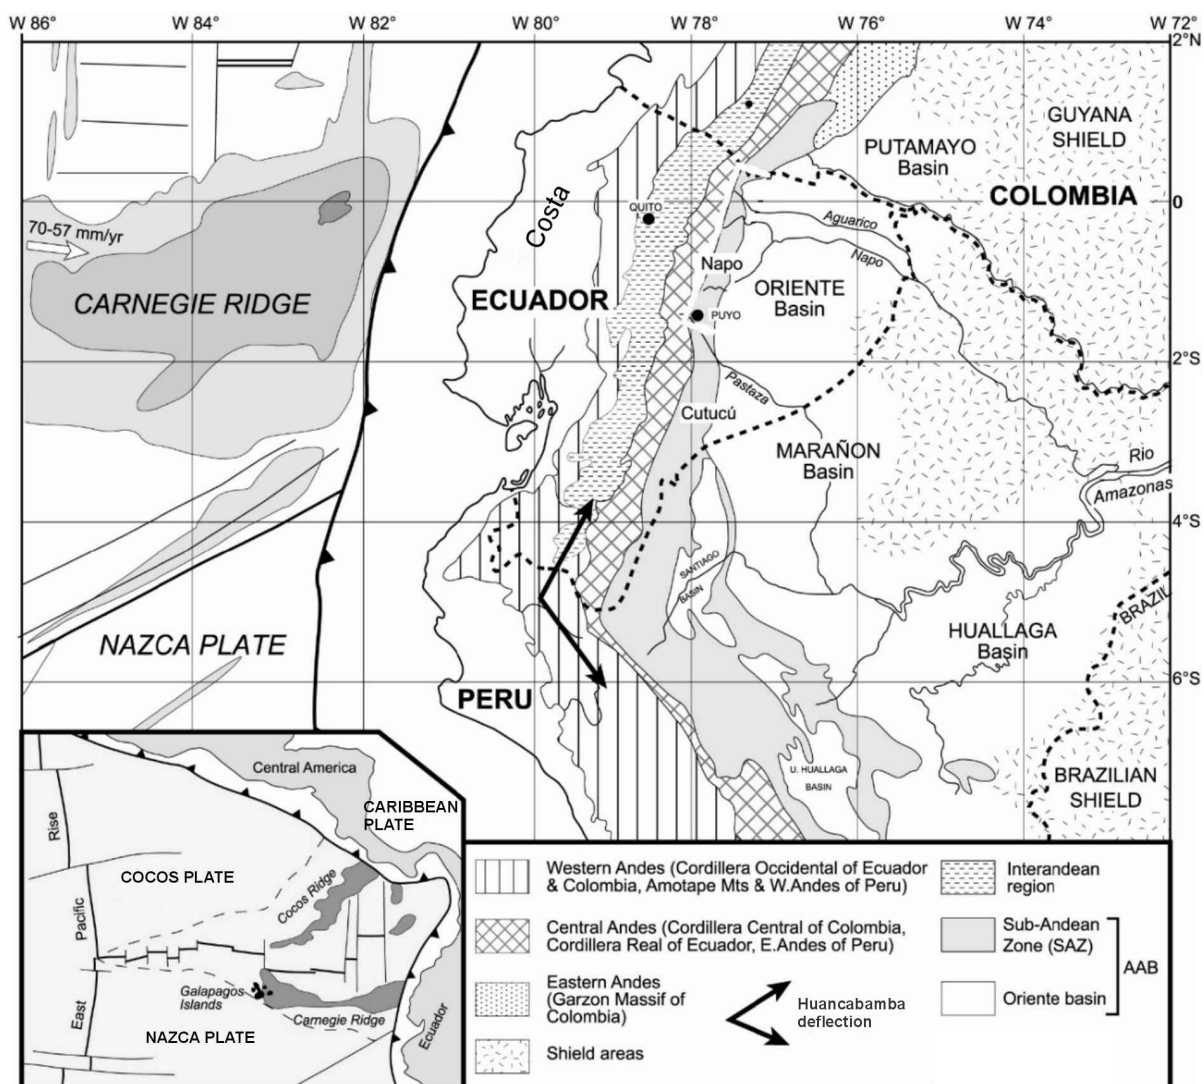 W 86°
W 84°
W 82°
W 80°
W 78°
W 76°
W 74°
W 72°
2°N
GUYANA
SHIELD
PUTAMAYO
Basin
COLOMBIA
0
Costa
QUITO
Aguarico
70-57 mm/yr
Napo
Napo
CARNEGIE RIDGE
ECUADOR
ORIENTE
Basin
PUYO
2°S
Pastaza
Cutucú
MARAÑON
Basin
Rio
Amazonas
4°S
SANTIAGO
BASIN
BRAZIL
NAZCA PLATE
HUALLAGA
Basin
PERU
6°S
U. HUALLAGA
BASIN
BRAZILIAN
SHIELD
Central America
CARIBBEAN
PLATE
Rise
COCOS PLATE
Cocos Ridge
Pacific
Galapagos
Islands
Carnegie Ridge
East
NAZCA PLATE
Ecuador
Western Andes (Cordillera Occidental of Ecuador
& Colombia, Amotape Mts & W.Andes of Peru)
Central Andes (Cordillera Central of Colombia,
Cordillera Real of Ecuador, E.Andes of Peru)
Eastern Andes
(Garzon Massif of
Colombia)
Shield areas
Huancabamba
deflection
Interandean
region
Sub-Andean
Zone (SAZ)
Oriente basin
AAB